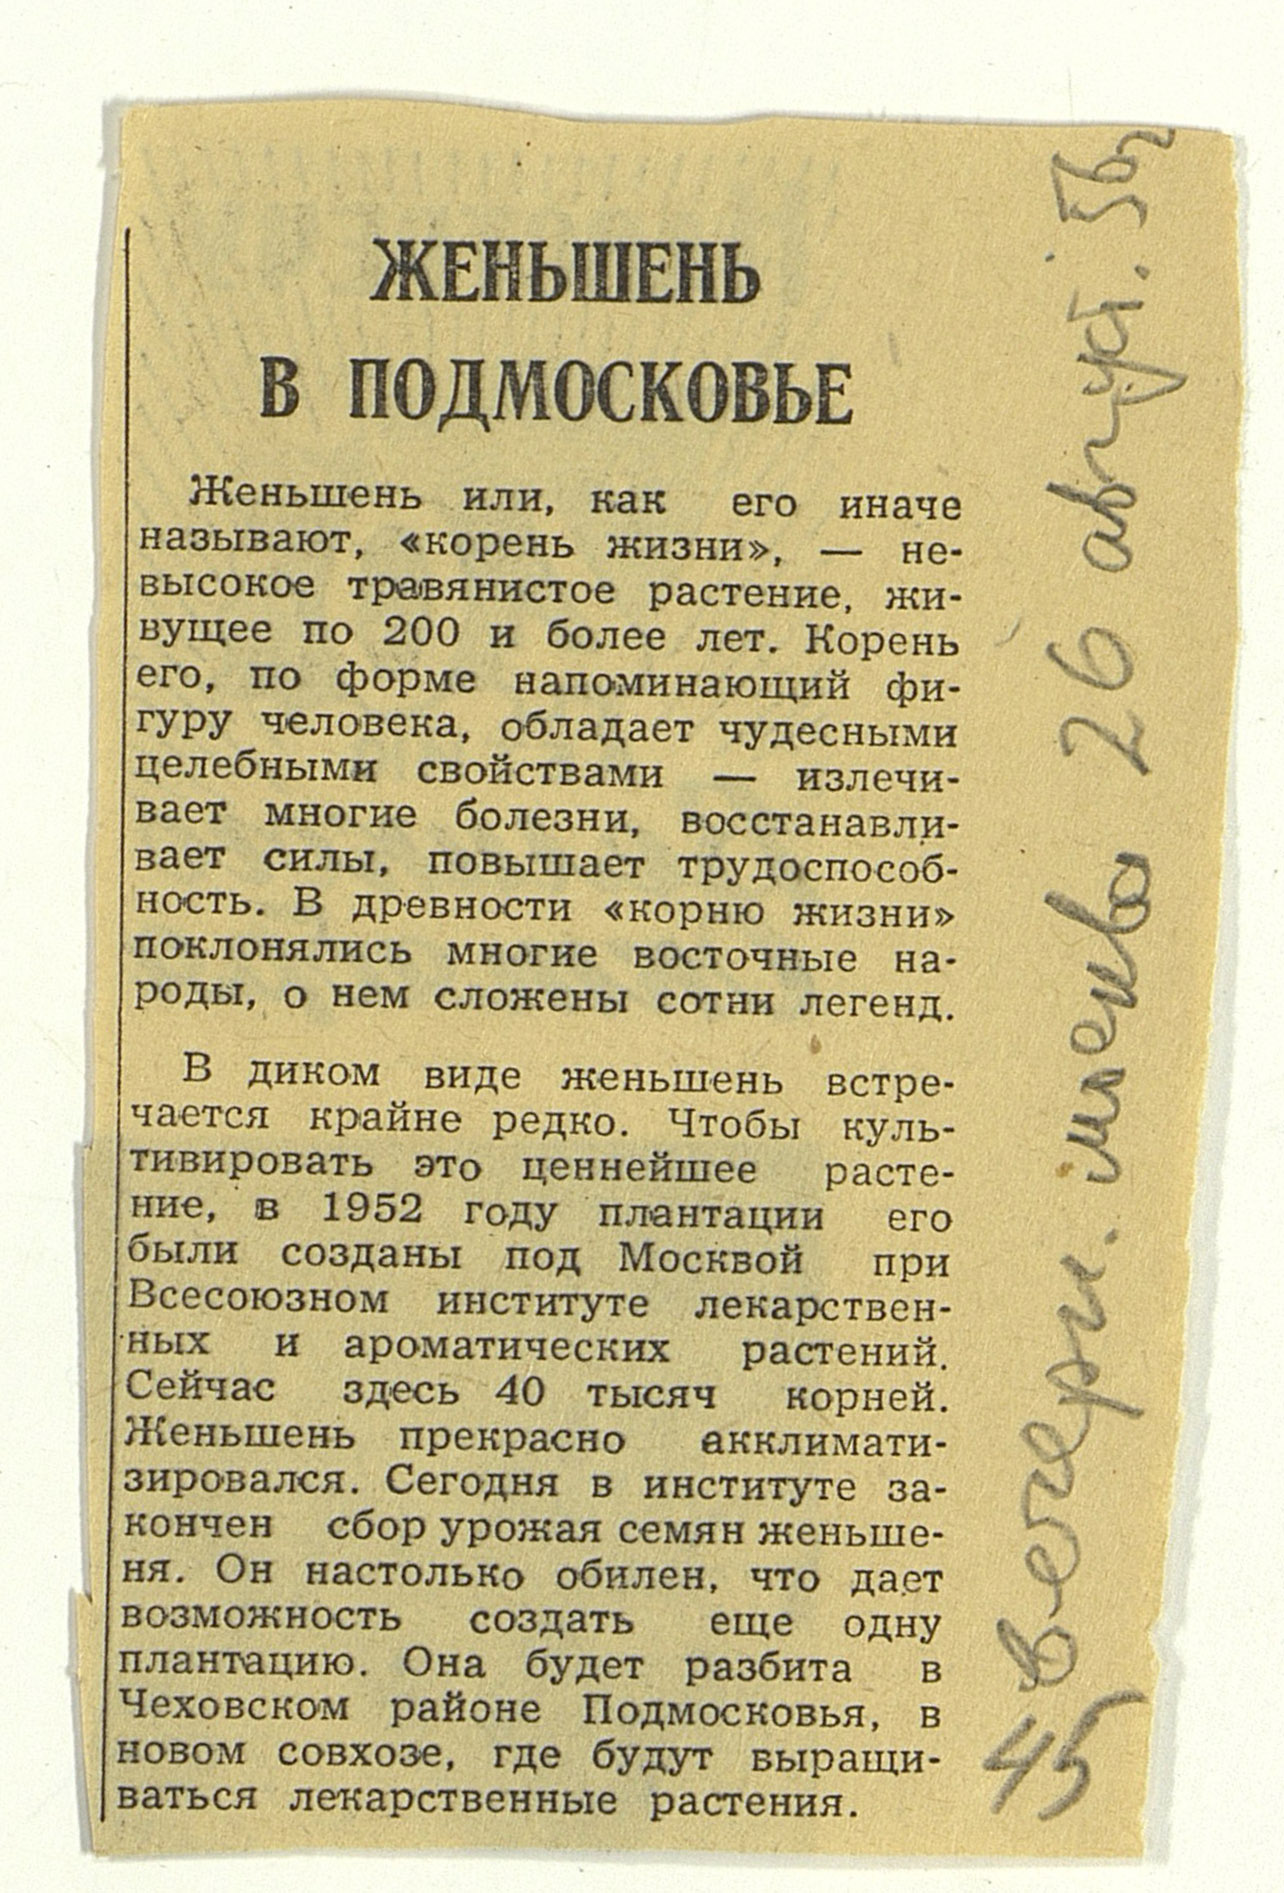 ЖЕНЬШЕНЬ
В ПОДМОСКОВЬЕ
Женьшень или, как его иначе
называют, «корень жизни», — не-
высокое травянистое растение, жи-
вущее по 200 и более лет. Корень
его, по форме напоминающий фи-
гуру человека, обладает чудесными
целебными свойствами — излечи-
вает многие болезни, восстанавли-
вает силы, повышает трудоспособ-
ность. В древности «корню жизни»
поклонялись многие восточные на-
роды, о нем сложены сотни легенд.
В диком виде женьшень встре-
чается крайне редко. Чтобы куль-
тивировать это ценнейшее расте-
ние, в 1952 году плантации его
были созданы под Москвой при
Всесоюзном институте лекарствен-
ных и ароматических растений.
Сейчас здесь 40 тысяч корней.
Женьшень прекрасно акклимати-
зировался. Сегодня в институте за-
кончен сбор урожая семян женьше-
ня. Он настолько обилен, что дает
возможность создать еще одну
плантацию. Она будет разбита в
Чеховском районе Подмосковья, в
новом совхозе, где будут выращи-
ваться лекарственные растения.
45 вечерн. москва 26 август. 56г